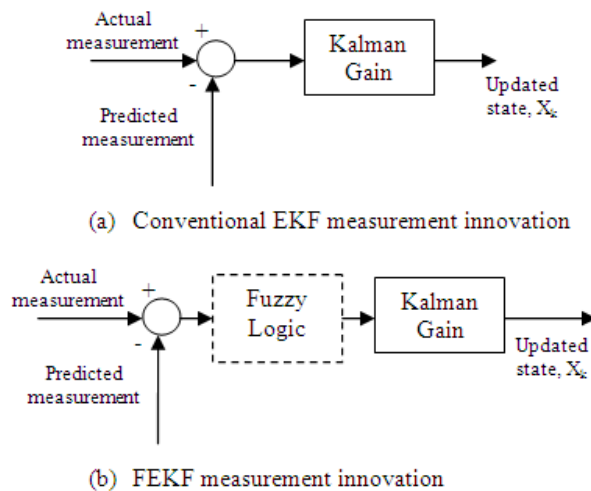 Actual
measurement
+
-
Predicted
measurement
Kalman
Gain
Updated
state, Xk
(a) Conventional EKF measurement innovation
Actual
measurement
+
-
Predicted
measurement
Fuzzy
Logic
Kalman
Gain
Updated
state, Xk
(b) FEKF measurement innovation